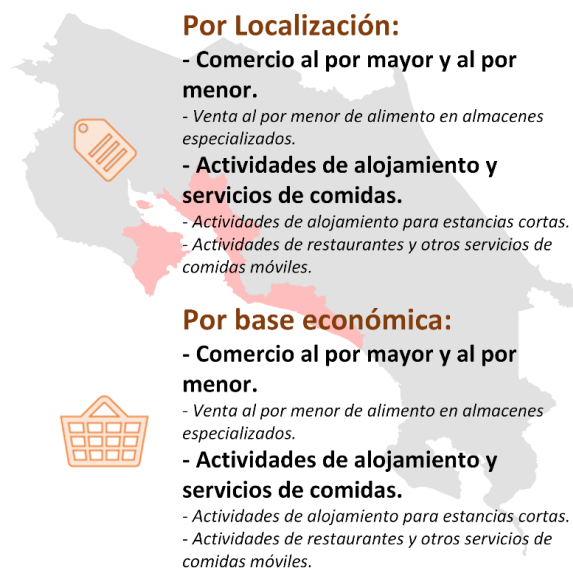 Por Localización:
- Comercio al por mayor y al por
menor.
- Venta al por menor de alimento en almacenes
especializados.
- Actividades de alojamiento y
servicios de comidas.
- Actividades de alojamiento para estancias cortas.
- Actividades de restaurantes y otros servicios de
comidas móviles.
Por base económica:
- Comercio al por mayor y al por
menor.
- Venta al por menor de alimento en almacenes
especializados.
- Actividades de alojamiento y
servicios de comidas.
- Actividades de alojamiento para estancias cortas.
- Actividades de restaurantes y otros servicios de
comidas móviles.